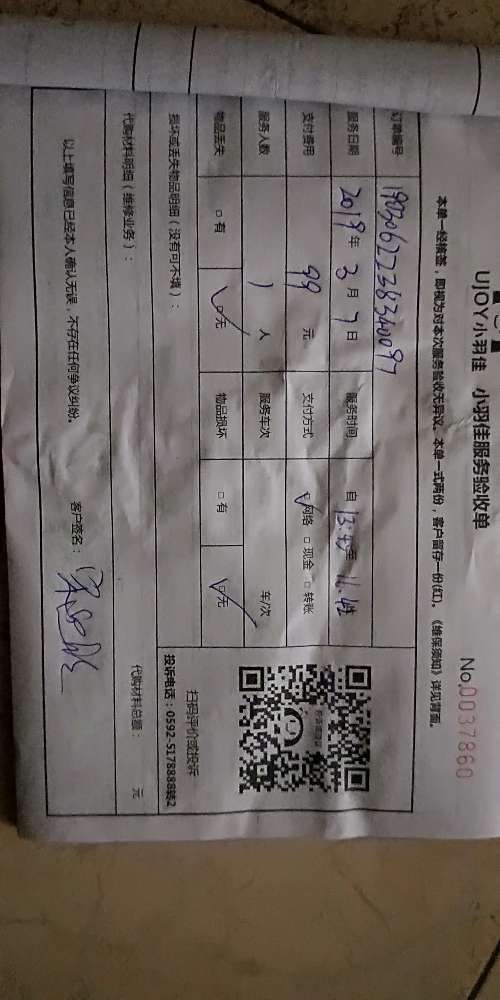 UJOY小羽佳 小羽佳服务验收单
No.0037860
本单一经核签，即视为对本次服务验收无异议。本单一式两份，客户留存一份(红)。《维保须知》详见背面。
订单编号
服务日期 2019年3月7日 服务时间 自 至
支付费用 99元 支付方式 网络 □现金 □转账
服务人数 1人 服务车次 车/次
物品丢失 □有 □无 物品损坏 □有 □无
损坏或丢失物品明细（没有可不填）：
扫码评价或投诉
投诉电话：0592-5178888转2
代购材料明细（维修业务）：
代购材料总额： 元
以上填写信息已经本人确认无误，不存在任何争议纠纷。 客户签名：